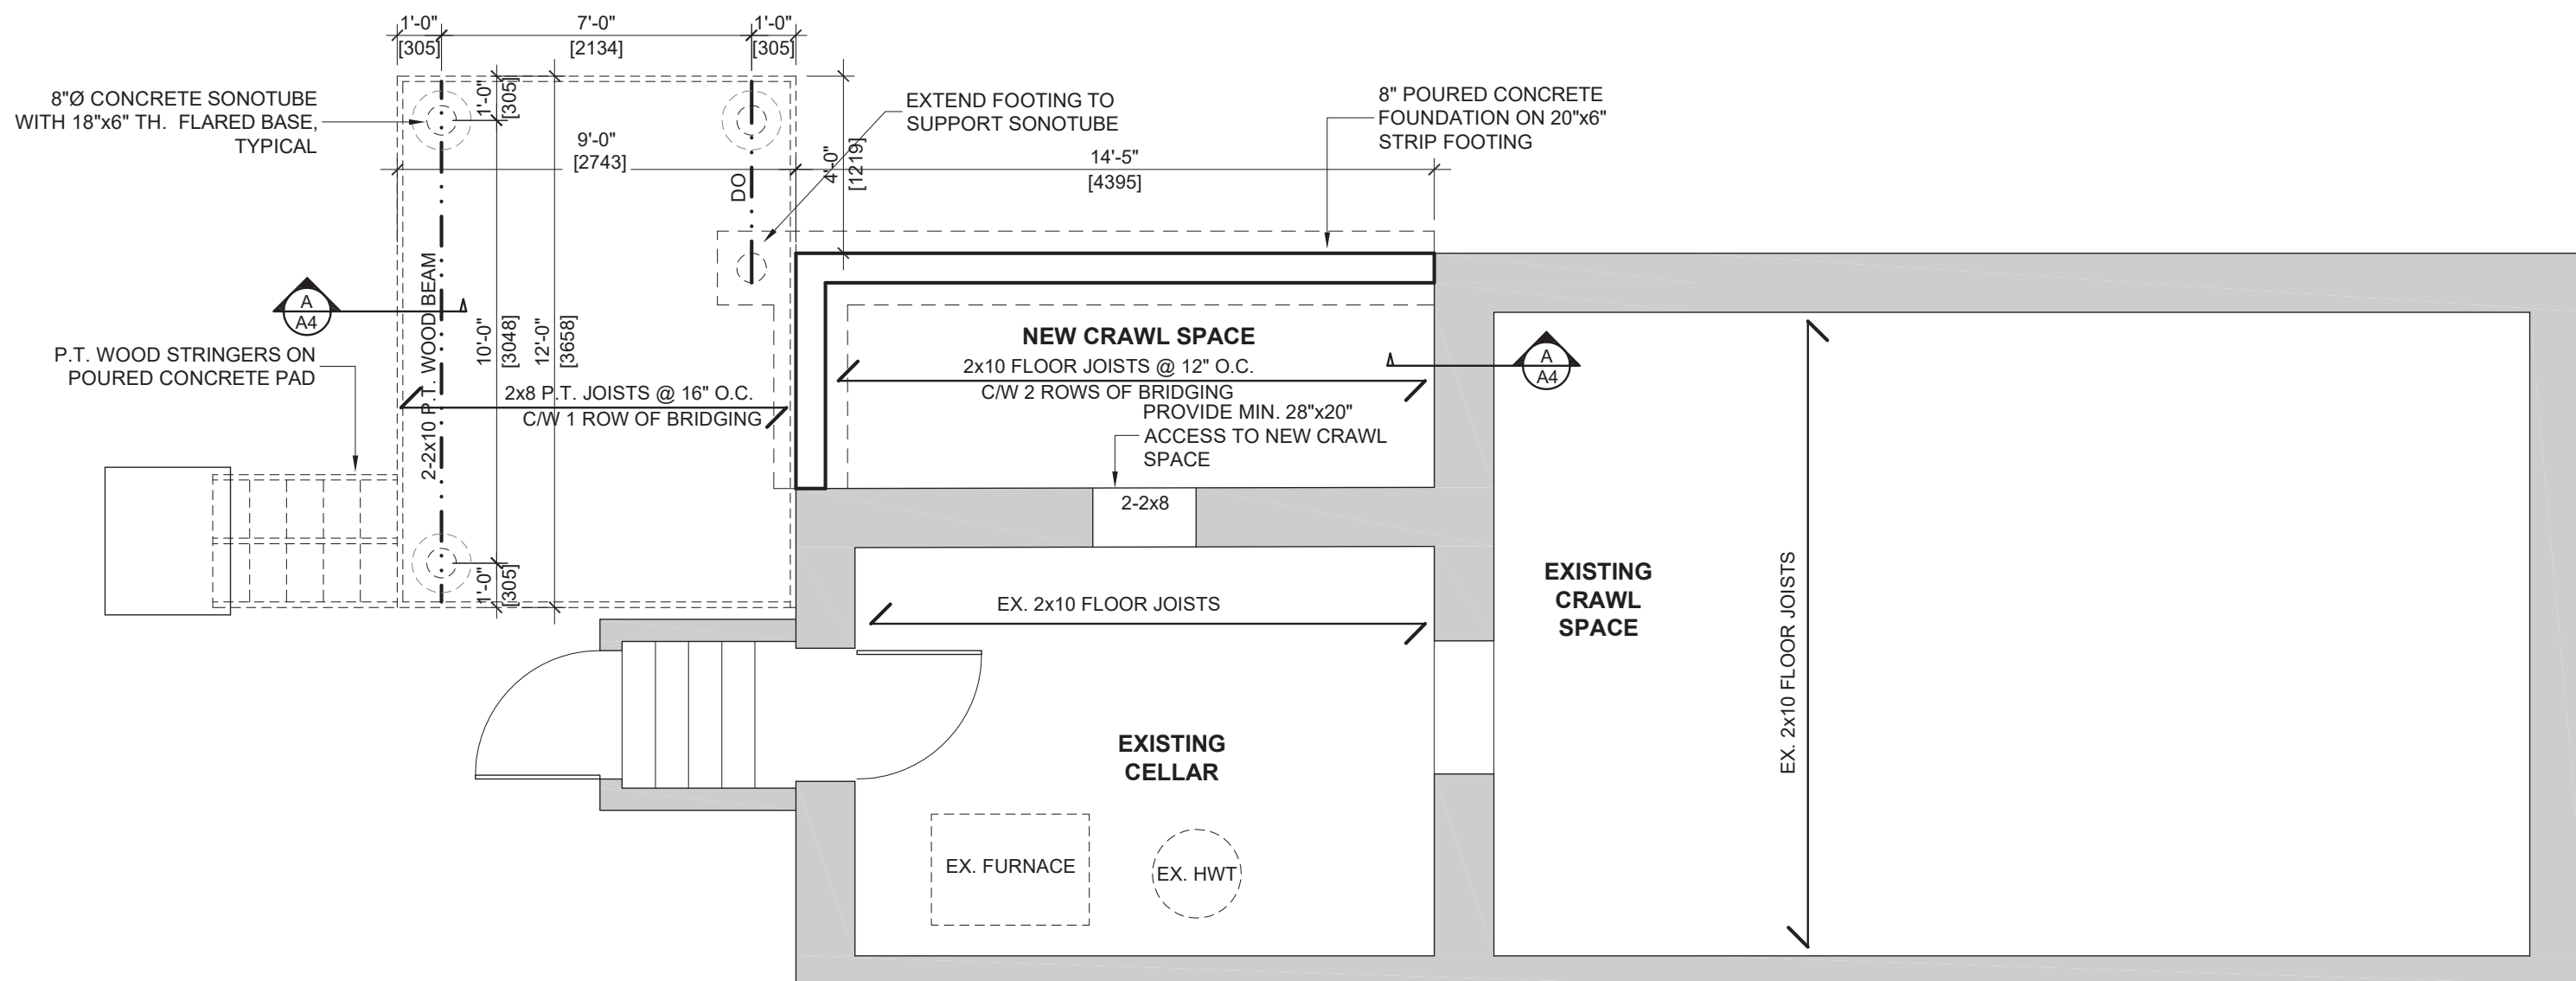 1'-0"
[305]
7'-0"
[2134]
1'-0"
[305]
8"Ø CONCRETE SONOTUBE
WITH 18"x6" TH. FLARED BASE,
TYPICAL
1'-0"
[305]
9'-0"
[2743]
DO
4'-0"
[1219]
EXTEND FOOTING TO
SUPPORT SONOTUBE
14'-5"
[4395]
8" POURED CONCRETE
FOUNDATION ON 20"x6"
STRIP FOOTING
A
A4
2-2x10 P.T. WOOD BEAM
10'-0"
[3048]
12'-0"
[3658]
P.T. WOOD STRINGERS ON
POURED CONCRETE PAD
2x8 P.T. JOISTS @ 16" O.C.
C/W 1 ROW OF BRIDGING
NEW CRAWL SPACE
2x10 FLOOR JOISTS @ 12" O.C.
C/W 2 ROWS OF BRIDGING
PROVIDE MIN. 28"x20"
ACCESS TO NEW CRAWL
SPACE
A
A4
2-2x8
1'-0"
[305]
EX. 2x10 FLOOR JOISTS
EXISTING
CRAWL
SPACE
EX. 2x10 FLOOR JOISTS
EXISTING
CELLAR
EX. FURNACE
EX. HWT